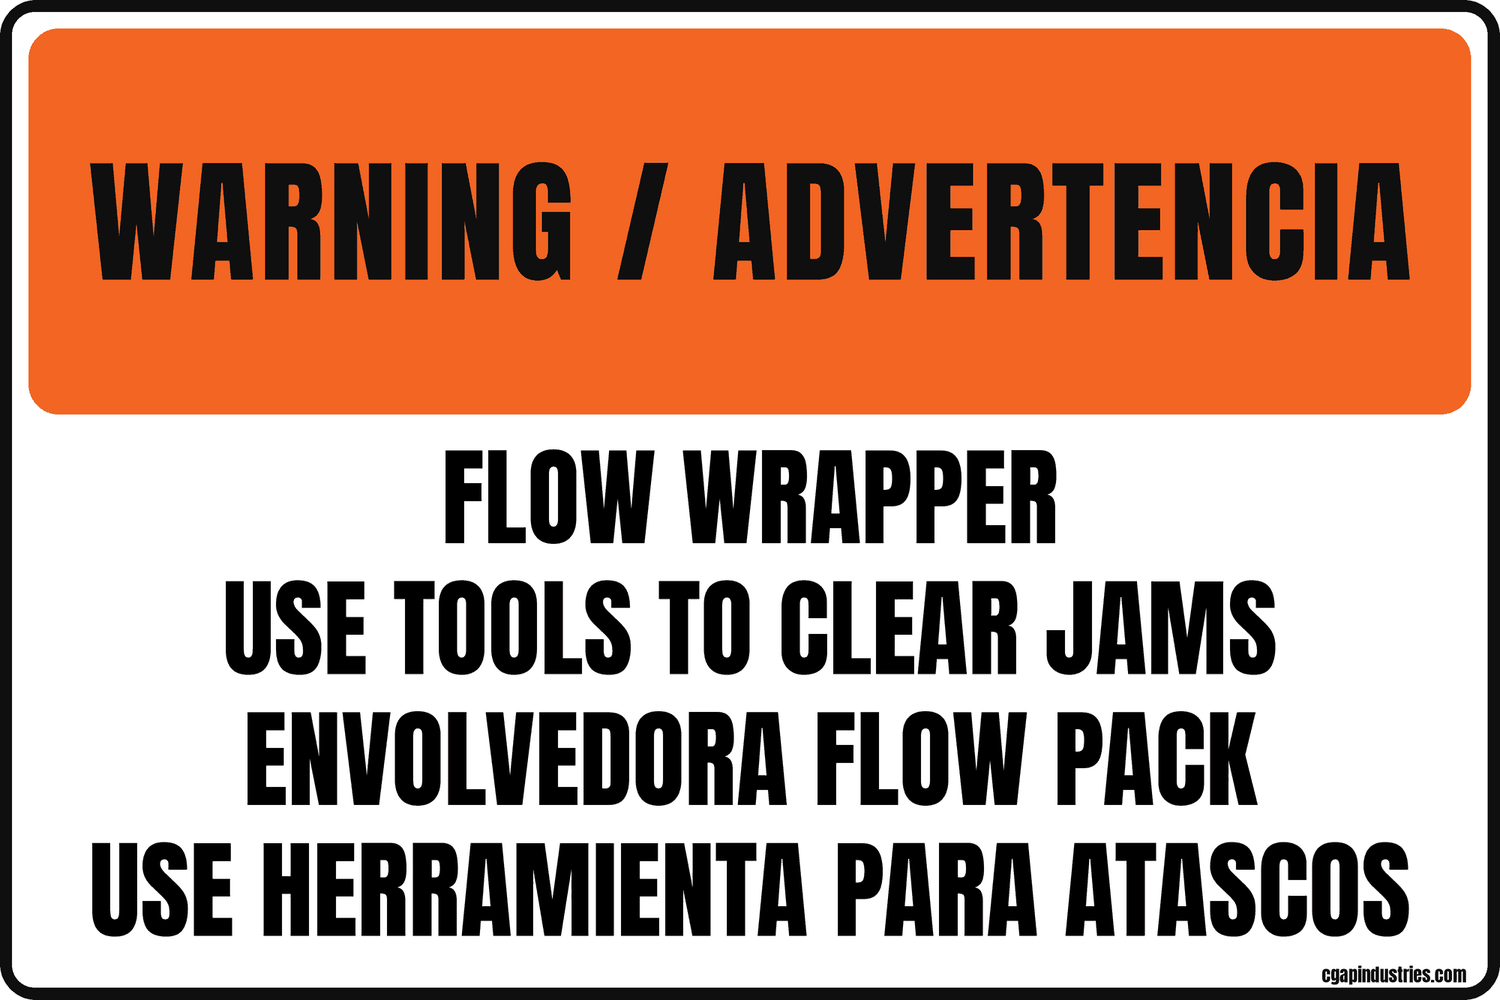 WARNING / ADVERTENCIA
FLOW WRAPPER
USE TOOLS TO CLEAR JAMS
ENVOLVEDORA FLOW PACK
USE HERRAMIENTA PARA ATASCOS
cgapindustries.com